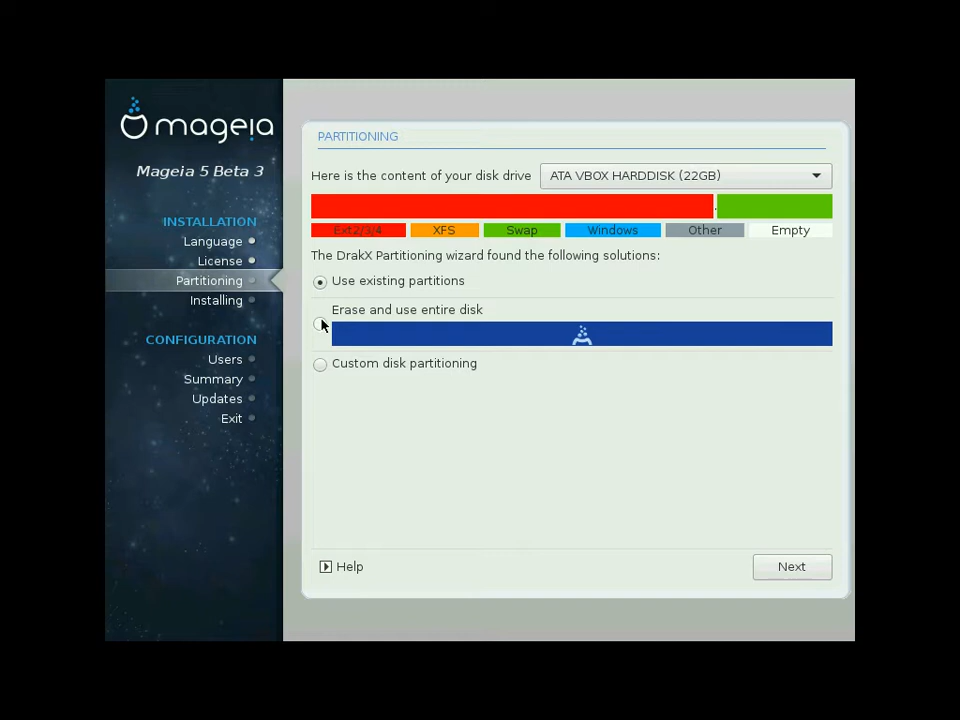 mageia
Mageia 5 Beta 3
INSTALLATION
Language
License
Partitioning
Installing
CONFIGURATION
Users
Summary
Updates
Exit
PARTITIONING
Here is the content of your disk drive
ATA VBOX HARDDISK (22GB)
Ext2/3/4 XFS Swap Windows Other Empty
The DrakX Partitioning wizard found the following solutions:
Use existing partitions
Erase and use entire disk
Custom disk partitioning
Help
Next